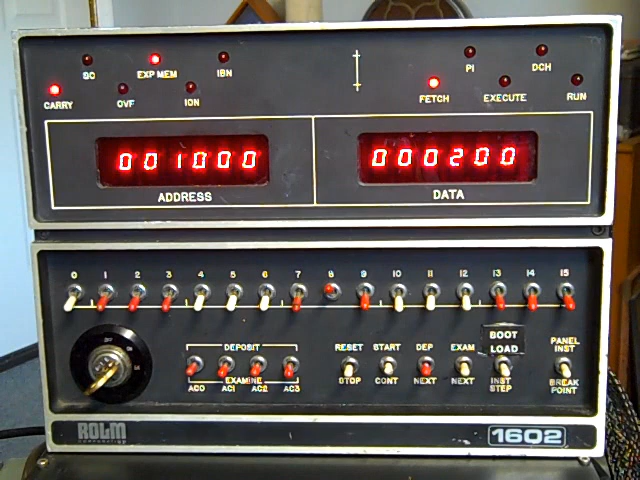 DC EXP MEM IBN PI DCH
CARRY OVF ION FETCH EXECUTE RUN
001000 000200
ADDRESS DATA
0 1 2 3 4 5 6 7 8 9 10 11 12 13 14 15
DEPOSIT RESET START DEP EXAM BOOT LOAD PANEL INST
EXAMINE STOP CONT NEXT NEXT INST STEP BREAK POINT
AC0 AC1 AC2 AC3
ROLM 1602